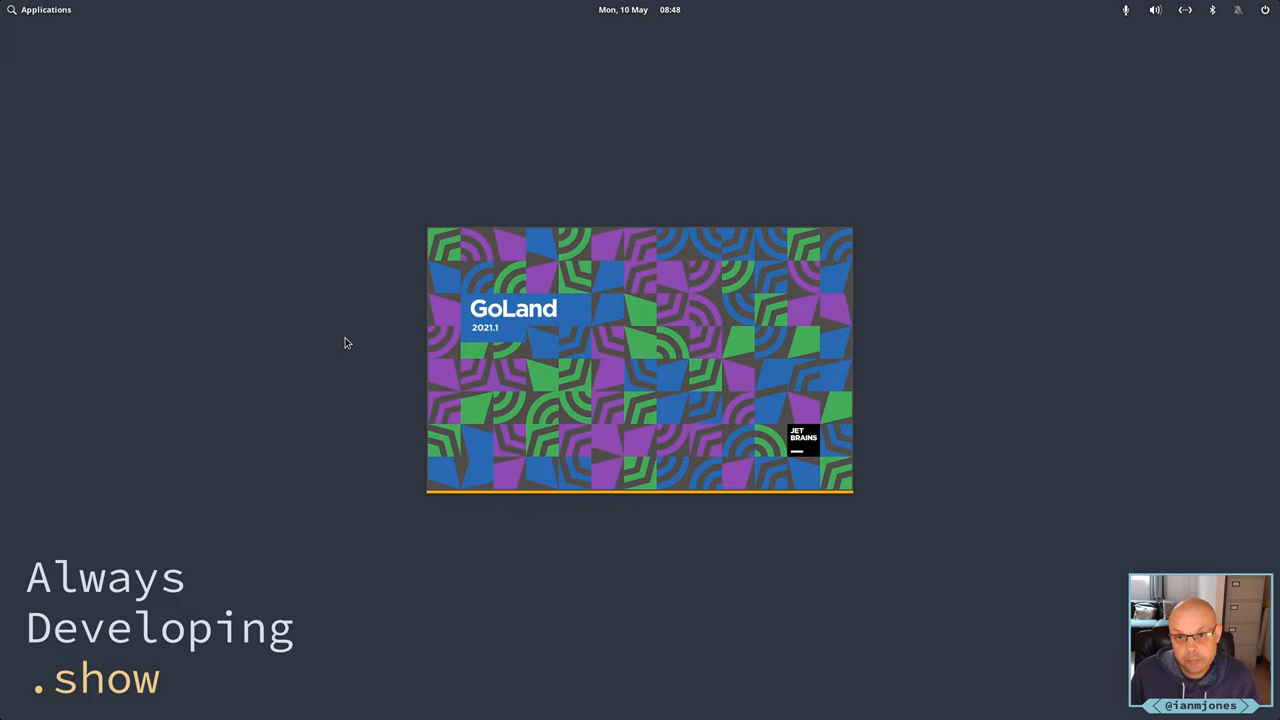 Applications
Mon, 10 May 08:48
GoLand
2021.1
JET
BRAINS
Always
Developing
.show
@ianmjones